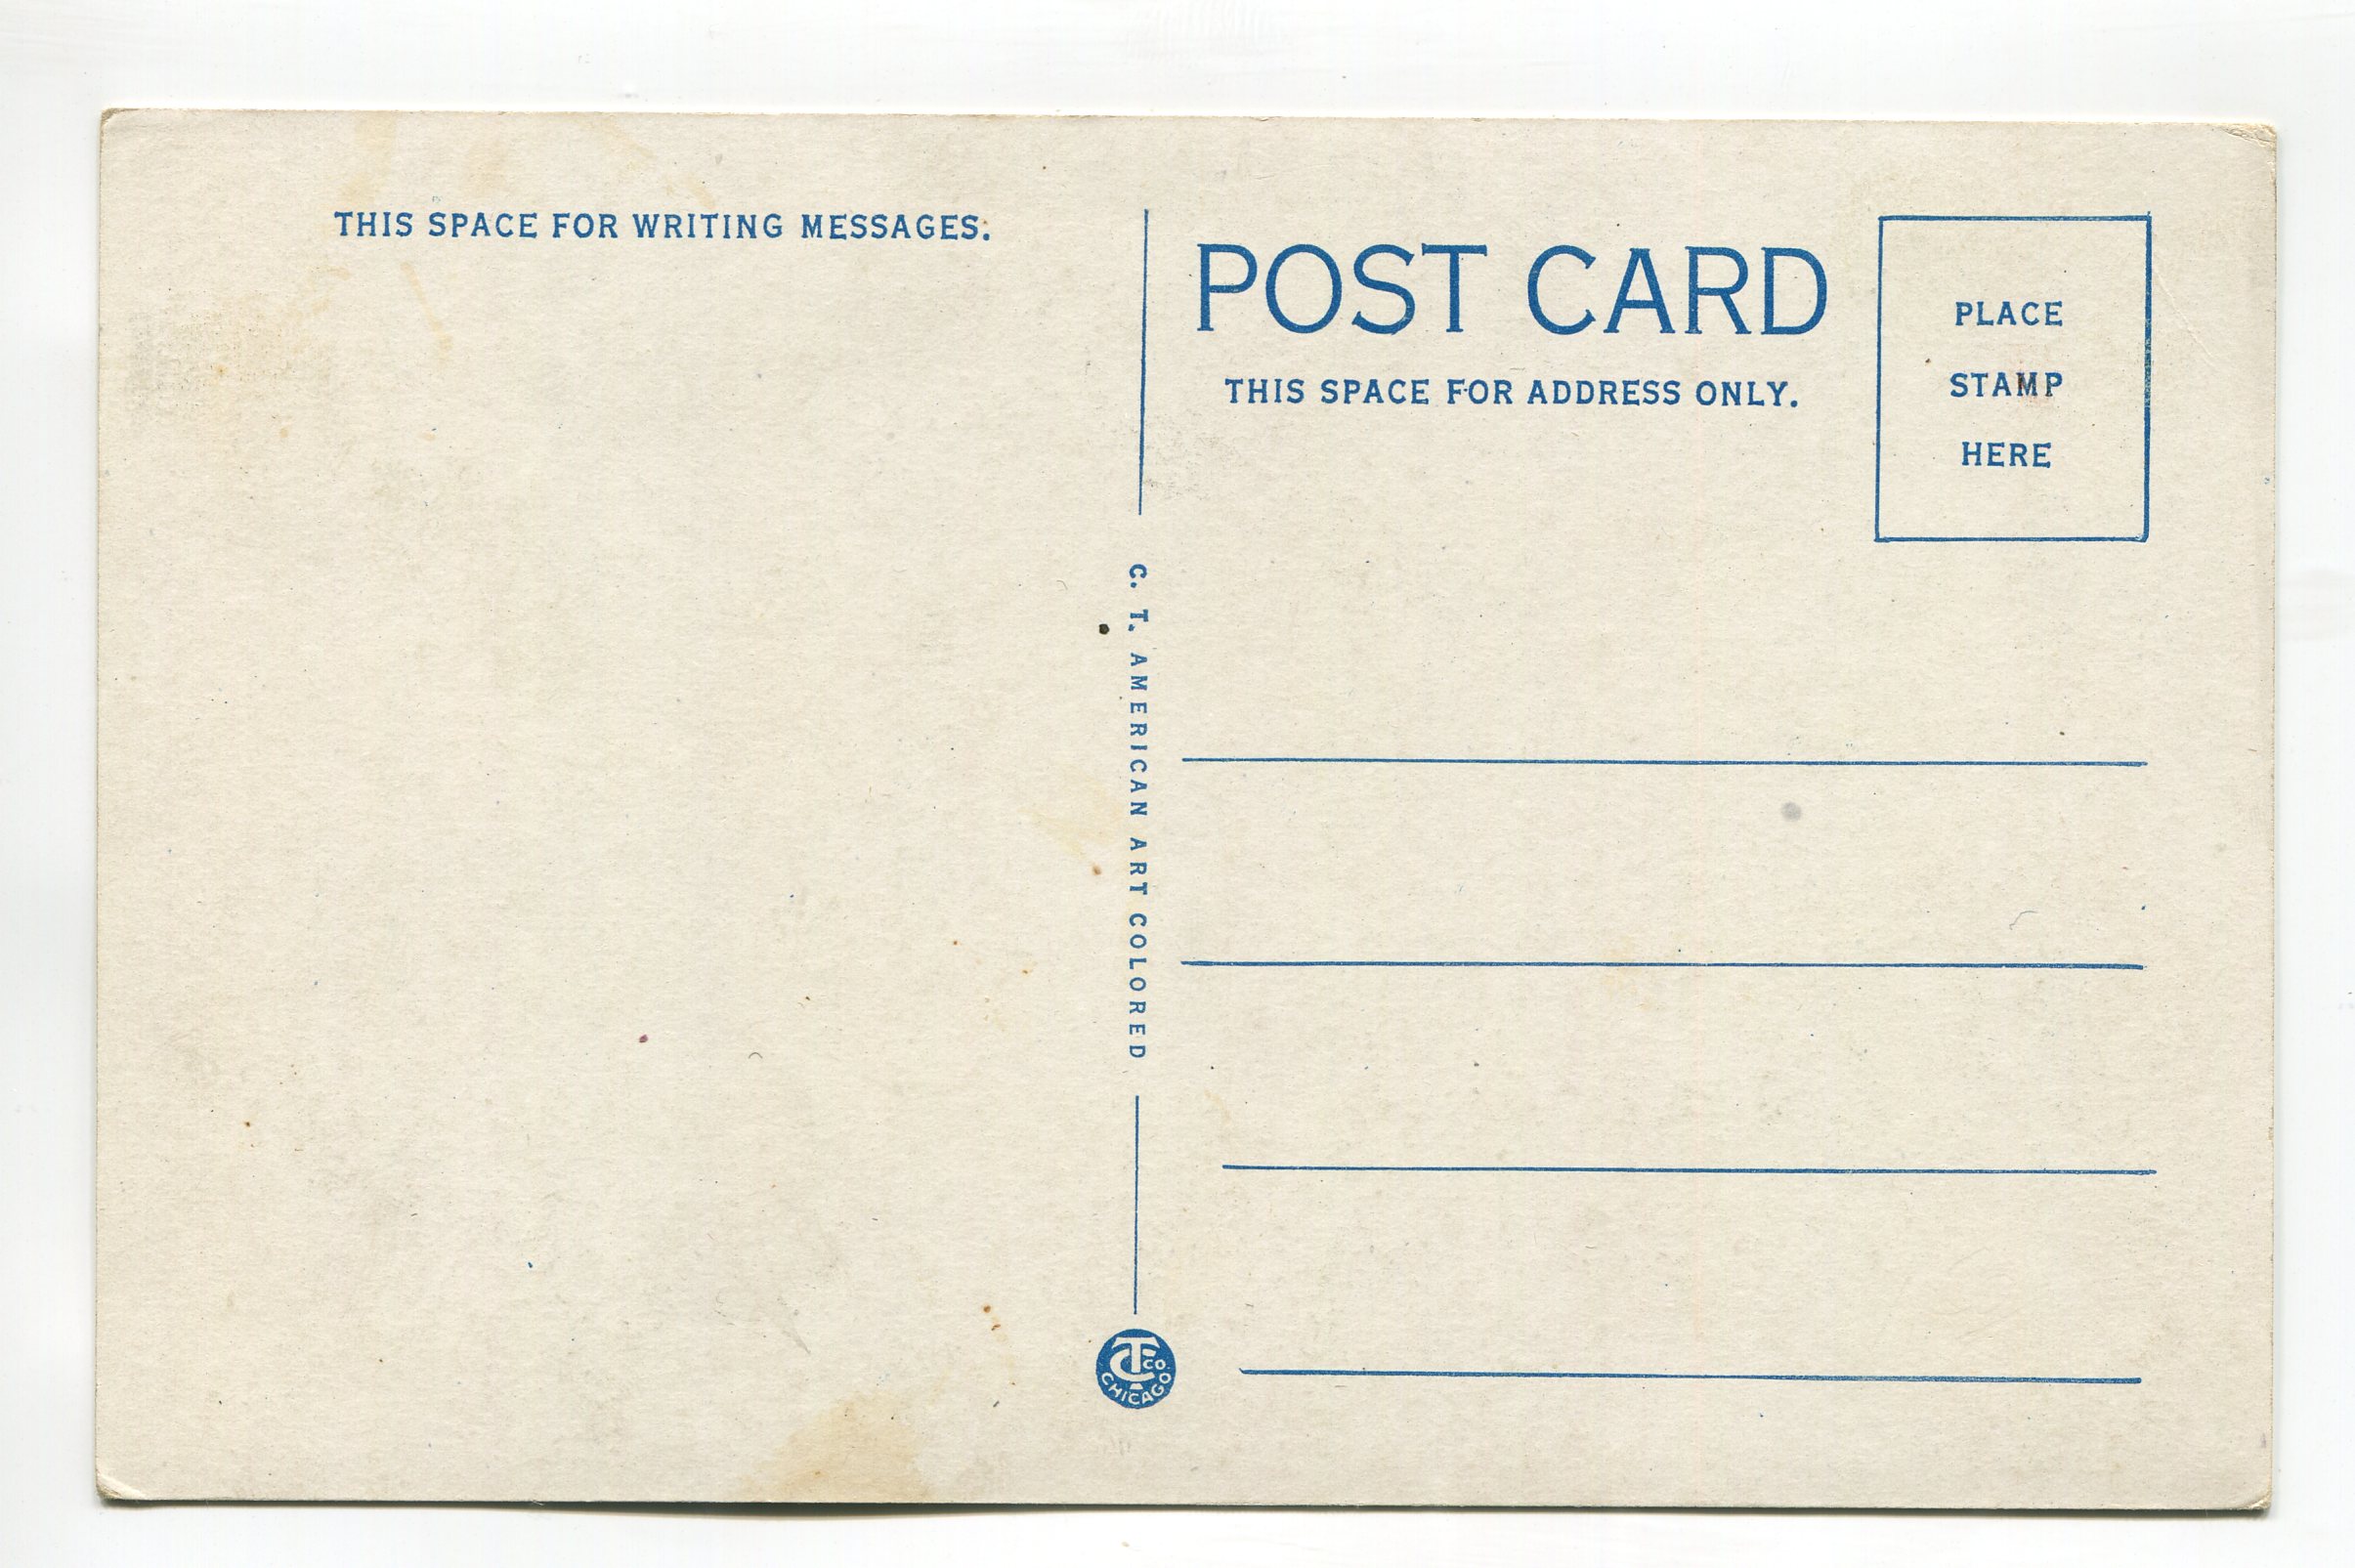 THIS SPACE FOR WRITING MESSAGES.
POST CARD
THIS SPACE FOR ADDRESS ONLY.
PLACE
STAMP
HERE
C. T. AMERICAN ART COLORED
CT CO.
CHICAGO